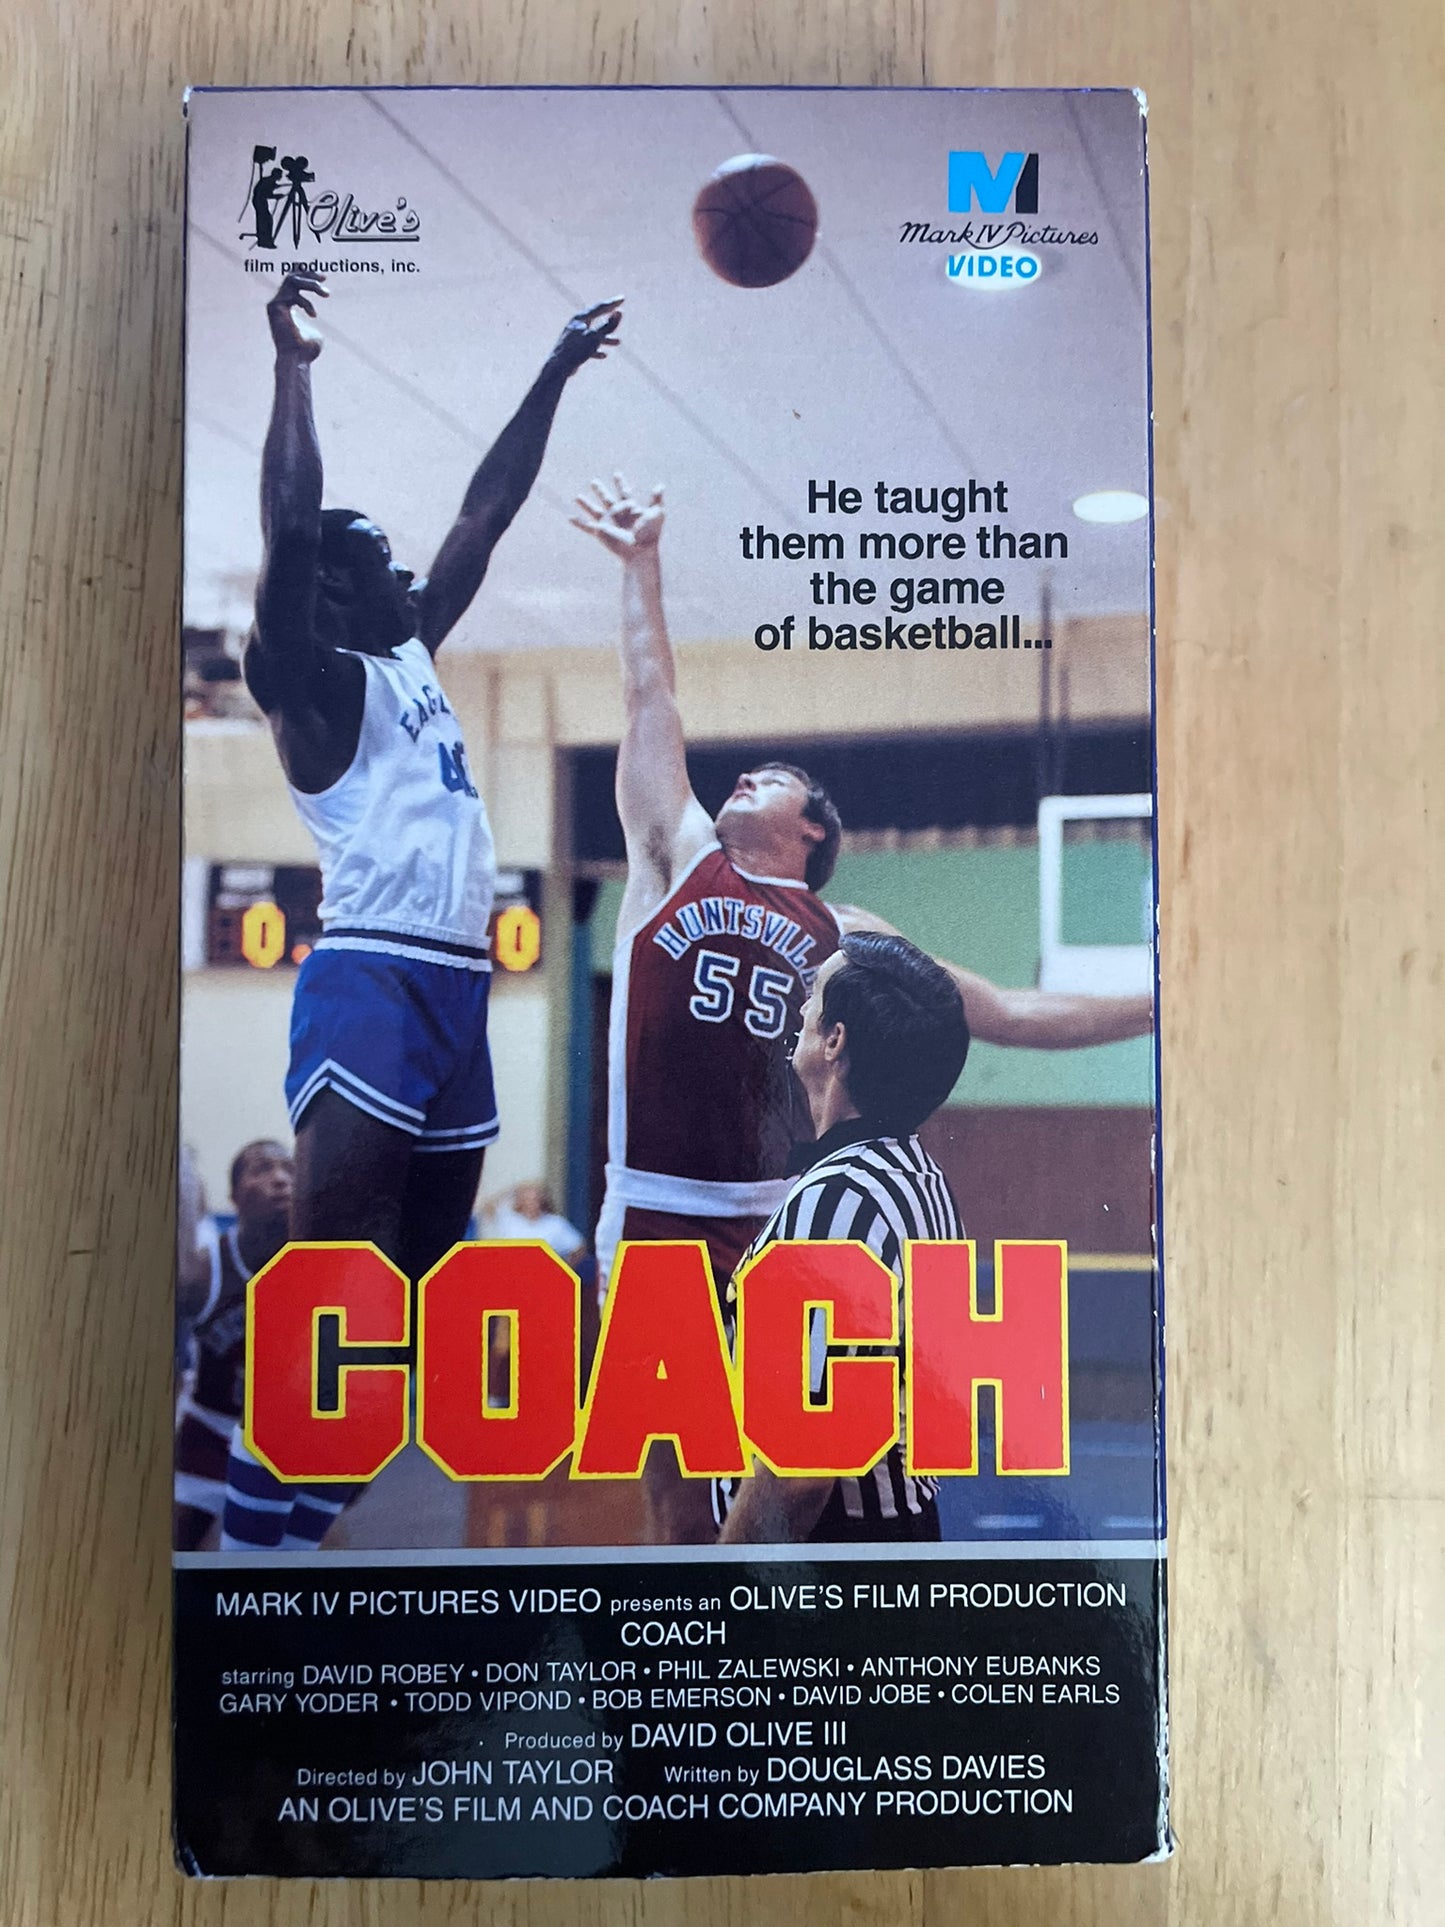 Olive's
film productions, inc.
M
Mark IV Pictures
VIDEO
He taught
them more than
the game
of basketball...
HUNTSVILL
55
0
0
COACH
MARK IV PICTURES VIDEO presents an OLIVE'S FILM PRODUCTION
COACH
starring DAVID ROBEY • DON TAYLOR • PHIL ZALEWSKI • ANTHONY EUBANKS
GARY YODER • TODD VIPOND • BOB EMERSON • DAVID JOBE • COLEN EARLS
Produced by DAVID OLIVE III
Directed by JOHN TAYLOR Written by DOUGLASS DAVIES
AN OLIVE'S FILM AND COACH COMPANY PRODUCTION